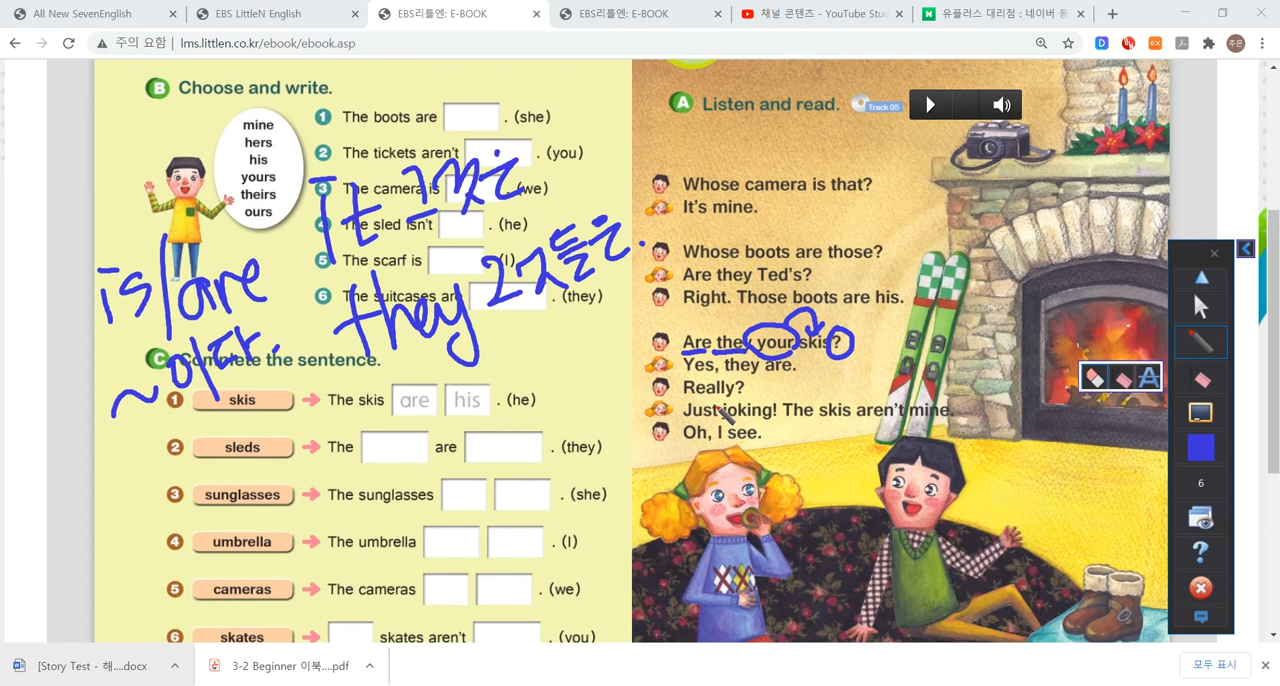 All New SevenEnglish
EBS LittleN English
EBS리틀엔: E-BOOK
EBS리틀엔: E-BOOK
채널 콘텐츠 - YouTube Stu
유플러스 대리점 : 네이버 통
주의 요함
lms.littlen.co.kr/ebook/ebook.asp
주은
B Choose and write.
mine
hers
his
yours
theirs
ours
1 The boots are . (she)
2 The tickets aren't . (you)
3 The camera is . (we)
4 The sled isn't . (he)
5 The scarf is . (I)
6 The suitcases are . (they)
It 그것은
they 그것들은.
is/are
~이다.
C Complete the sentence.
1 skis The skis are his . (he)
2 sleds The are . (they)
3 sunglasses The sunglasses . (she)
4 umbrella The umbrella . (I)
5 cameras The cameras . (we)
6 skates skates aren't . (you)
A Listen and read. Track 05
Whose camera is that?
It's mine.
Whose boots are those?
Are they Ted's?
Right. Those boots are his.
Are they your skis?
Yes, they are.
Really?
Just joking! The skis aren't mine.
Oh, I see.
6
[Story Test - 해....docx
3-2 Beginner 이북....pdf
모두 표시